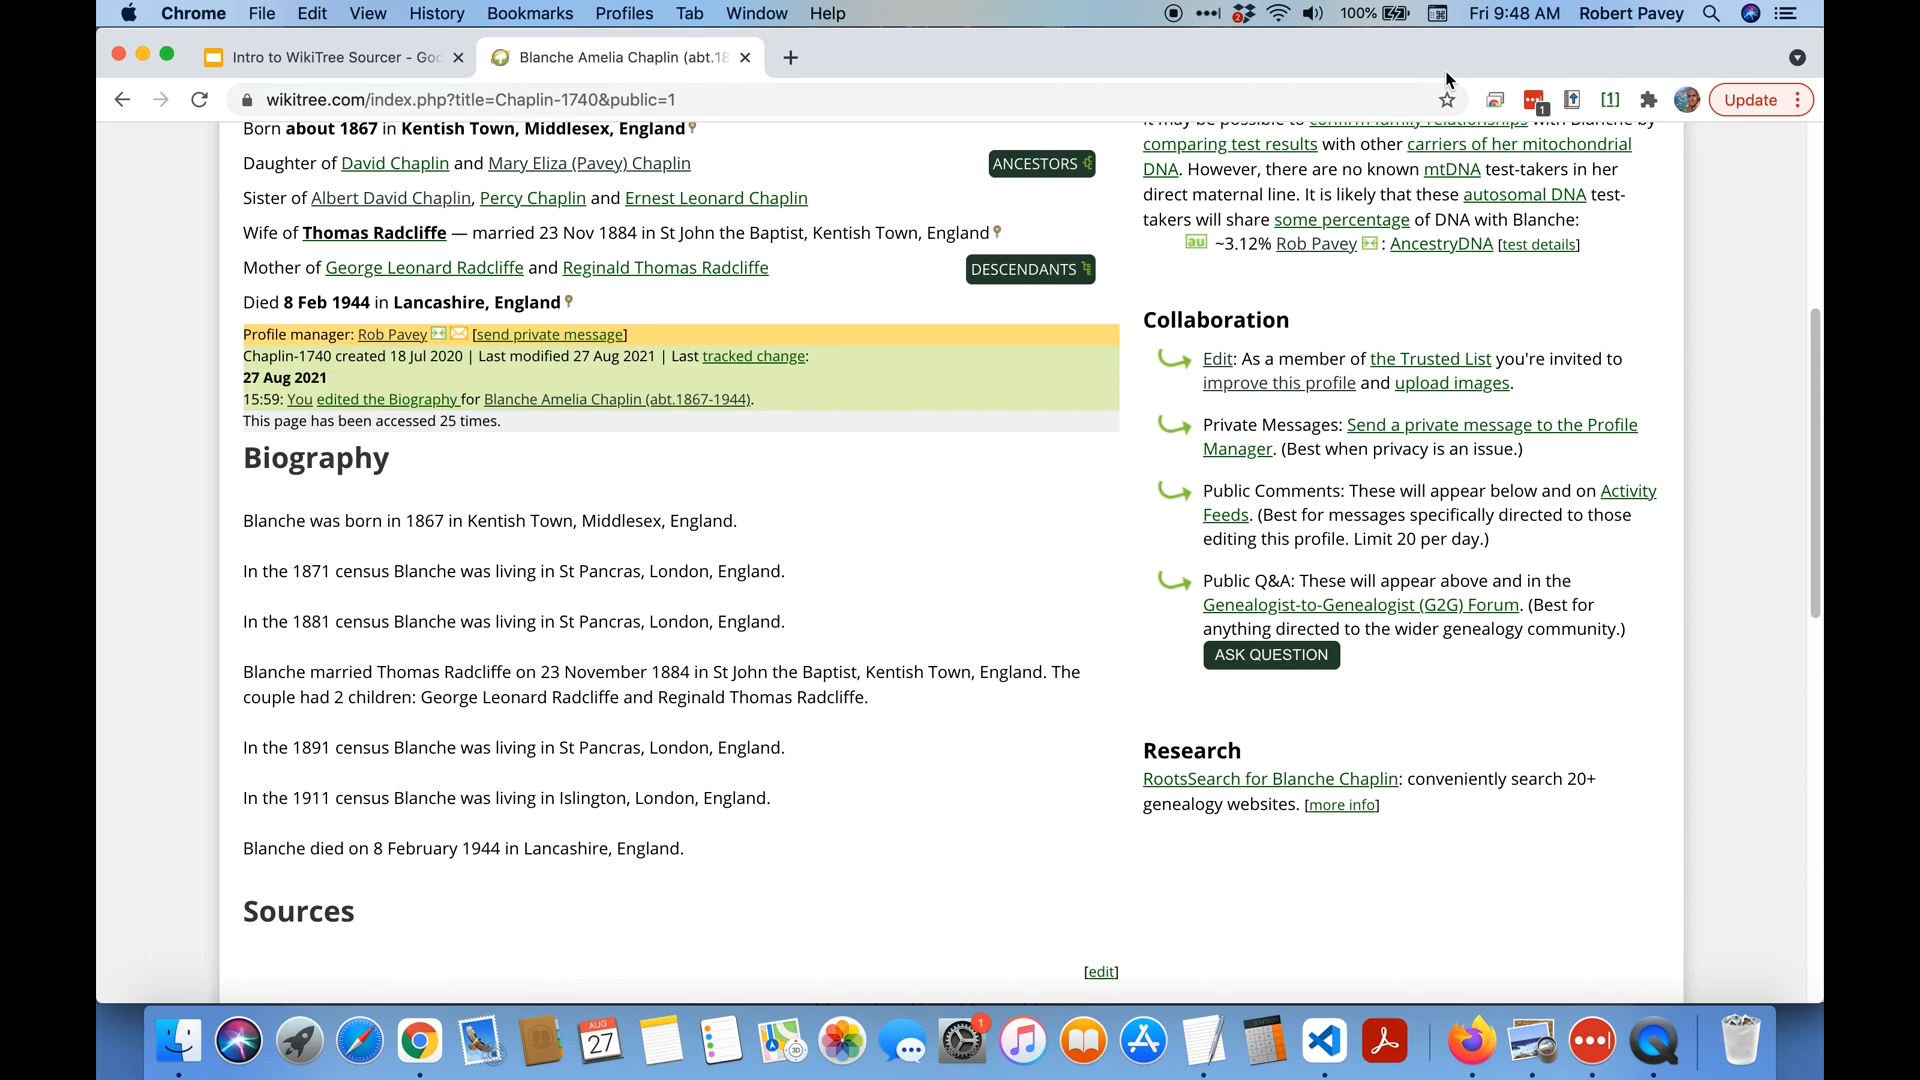 Chrome File Edit View History Bookmarks Profiles Tab Window Help 100% Fri 9:48 AM Robert Pavey
Intro to WikiTree Sourcer - Goo Blanche Amelia Chaplin (abt.18
wikitree.com/index.php?title=Chaplin-1740&public=1 1 [1] Update
Born about 1867 in Kentish Town, Middlesex, England
Daughter of David Chaplin and Mary Eliza (Pavey) Chaplin ANCESTORS
Sister of Albert David Chaplin, Percy Chaplin and Ernest Leonard Chaplin
Wife of Thomas Radcliffe — married 23 Nov 1884 in St John the Baptist, Kentish Town, England
Mother of George Leonard Radcliffe and Reginald Thomas Radcliffe DESCENDANTS
Died 8 Feb 1944 in Lancashire, England
Profile manager: Rob Pavey [send private message]
Chaplin-1740 created 18 Jul 2020 | Last modified 27 Aug 2021 | Last tracked change:
27 Aug 2021
15:59: You edited the Biography for Blanche Amelia Chaplin (abt.1867-1944).
This page has been accessed 25 times.
Biography
Blanche was born in 1867 in Kentish Town, Middlesex, England.
In the 1871 census Blanche was living in St Pancras, London, England.
In the 1881 census Blanche was living in St Pancras, London, England.
Blanche married Thomas Radcliffe on 23 November 1884 in St John the Baptist, Kentish Town, England. The
couple had 2 children: George Leonard Radcliffe and Reginald Thomas Radcliffe.
In the 1891 census Blanche was living in St Pancras, London, England.
In the 1911 census Blanche was living in Islington, London, England.
Blanche died on 8 February 1944 in Lancashire, England.
Sources
[edit]
it may be possible to confirm family relationships with Blanche by
comparing test results with other carriers of her mitochondrial
DNA. However, there are no known mtDNA test-takers in her
direct maternal line. It is likely that these autosomal DNA test-
takers will share some percentage of DNA with Blanche:
au ~3.12% Rob Pavey : AncestryDNA [test details]
Collaboration
Edit: As a member of the Trusted List you're invited to
improve this profile and upload images.
Private Messages: Send a private message to the Profile
Manager. (Best when privacy is an issue.)
Public Comments: These will appear below and on Activity
Feeds. (Best for messages specifically directed to those
editing this profile. Limit 20 per day.)
Public Q&A: These will appear above and in the
Genealogist-to-Genealogist (G2G) Forum. (Best for
anything directed to the wider genealogy community.)
ASK QUESTION
Research
RootsSearch for Blanche Chaplin: conveniently search 20+
genealogy websites. [more info]
AUG
27
3D
1